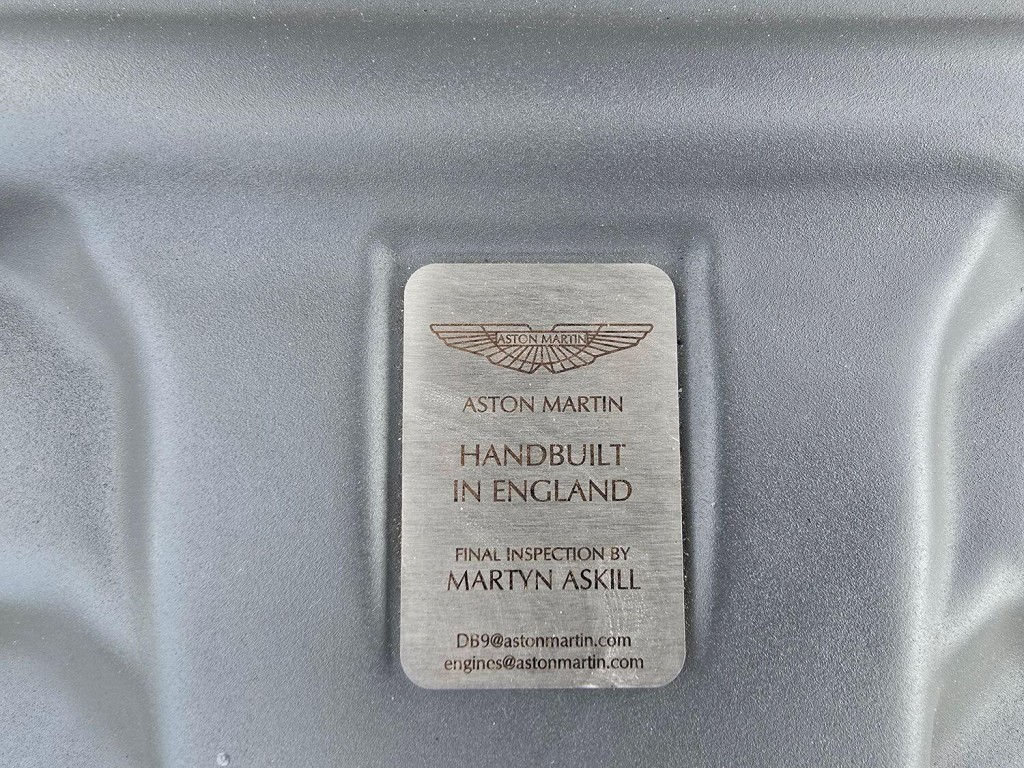 ASTON MARTIN
ASTON MARTIN
HANDBUILT
IN ENGLAND
FINAL INSPECTION BY
MARTYN ASKILL
DB9@astonmartin.com
engines@astonmartin.com